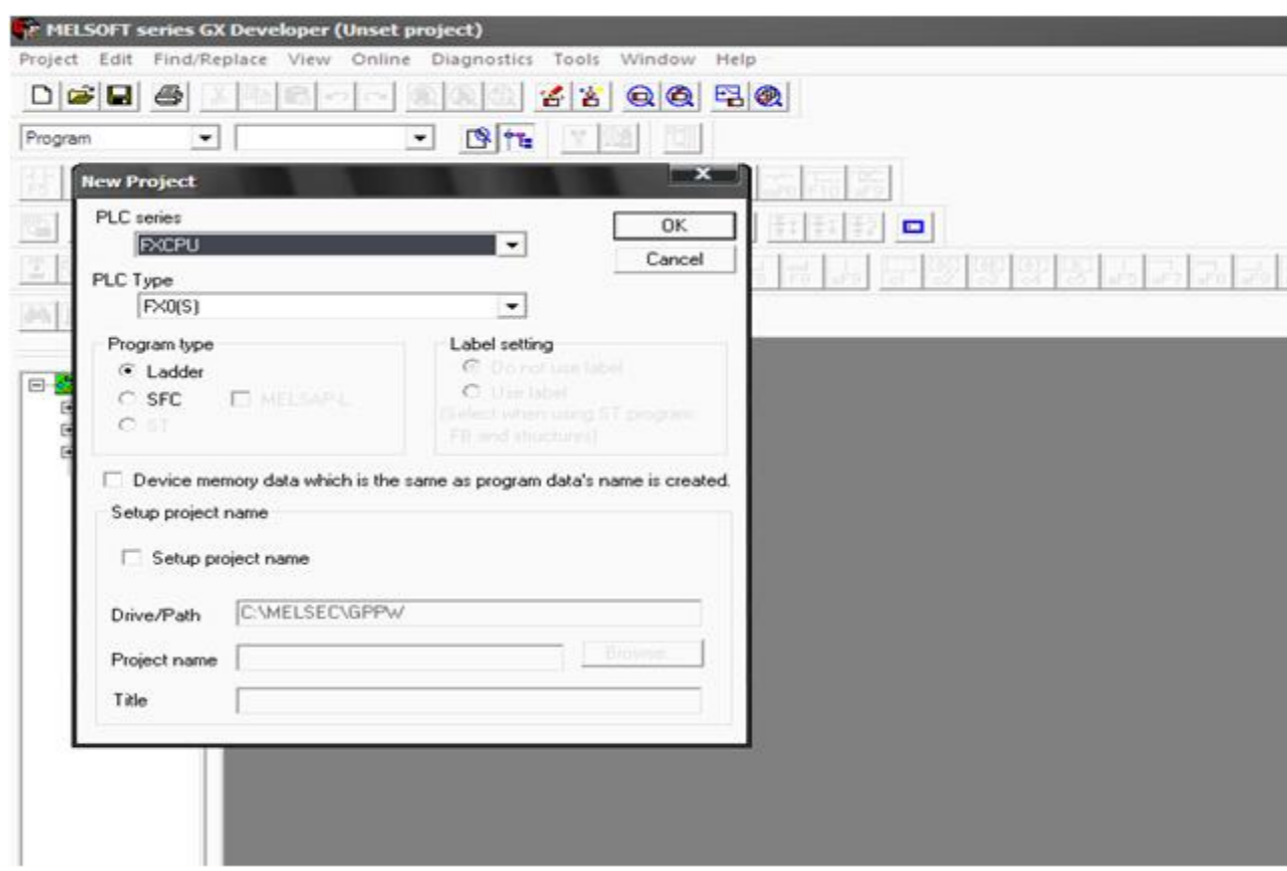 MELSOFT series GX Developer (Unset project)
Project Edit Find/Replace View Online Diagnostics Tools Window Help
Program
New Project
PLC series
FXCPU
OK
Cancel
PLC Type
FX0(S)
Program type
Ladder
SFC
MELSAP-L
ST
Label setting
Do not use label
Use label
(Select when using ST program,
FB and structures)
Device memory data which is the same as program data's name is created.
Setup project name
Setup project name
Drive/Path C:\MELSEC\GPPW
Project name
Browse...
Title